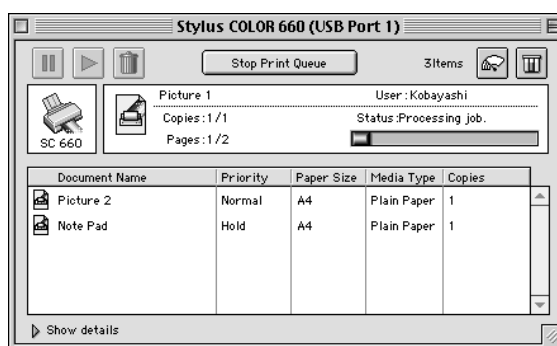 Stylus COLOR 660 (USB Port 1)
Stop Print Queue
3Items
SC 660
Picture 1
User:Kobayashi
Copies:1/1
Status:Processing job.
Pages:1/2
Document Name Priority Paper Size Media Type Copies
Picture 2 Normal A4 Plain Paper 1
Note Pad Hold A4 Plain Paper 1
Show details